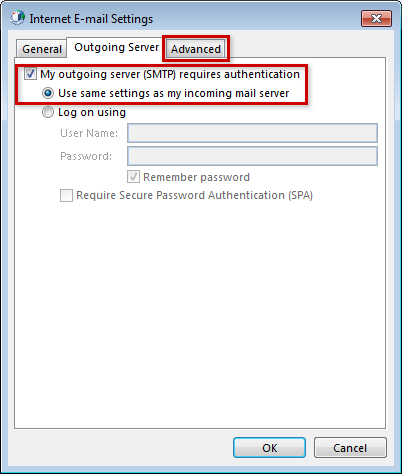 Internet E-mail Settings
General Outgoing Server Advanced
My outgoing server (SMTP) requires authentication
Use same settings as my incoming mail server
Log on using
User Name:
Password:
Remember password
Require Secure Password Authentication (SPA)
OK Cancel